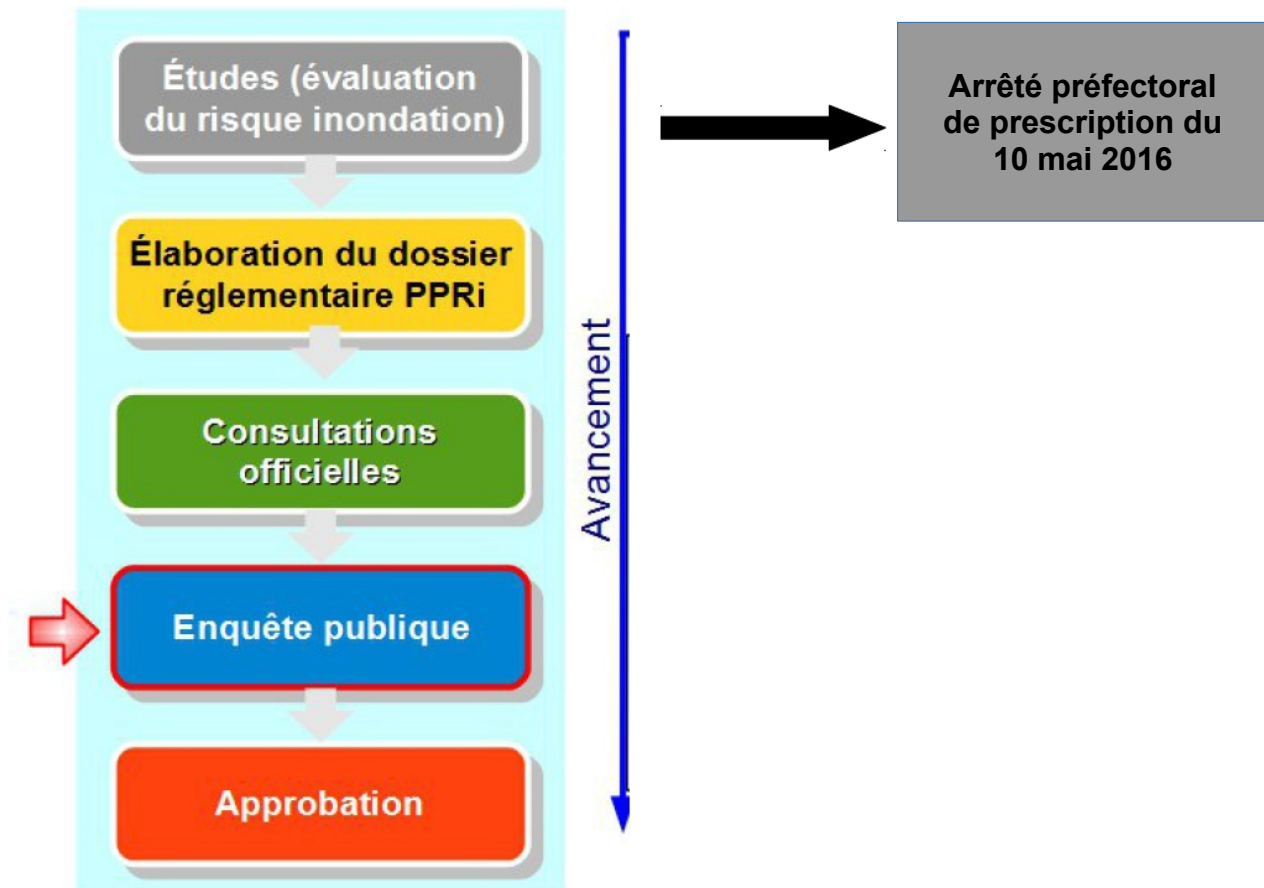 Études (évaluation
du risque inondation)
Élaboration du dossier
réglementaire PPRi
Consultations
officielles
Enquête publique
Approbation
Avancement
Arrêté préfectoral
de prescription du
10 mai 2016